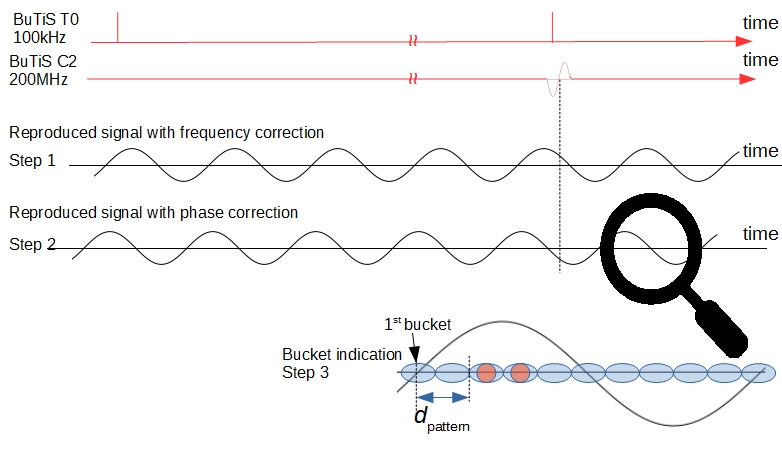 BuTiS T0
100kHz
time
BuTiS C2
200MHz
time
Reproduced signal with frequency correction
Step 1
time
Reproduced signal with phase correction
Step 2
time
1st bucket
Bucket indication
Step 3
dpattern